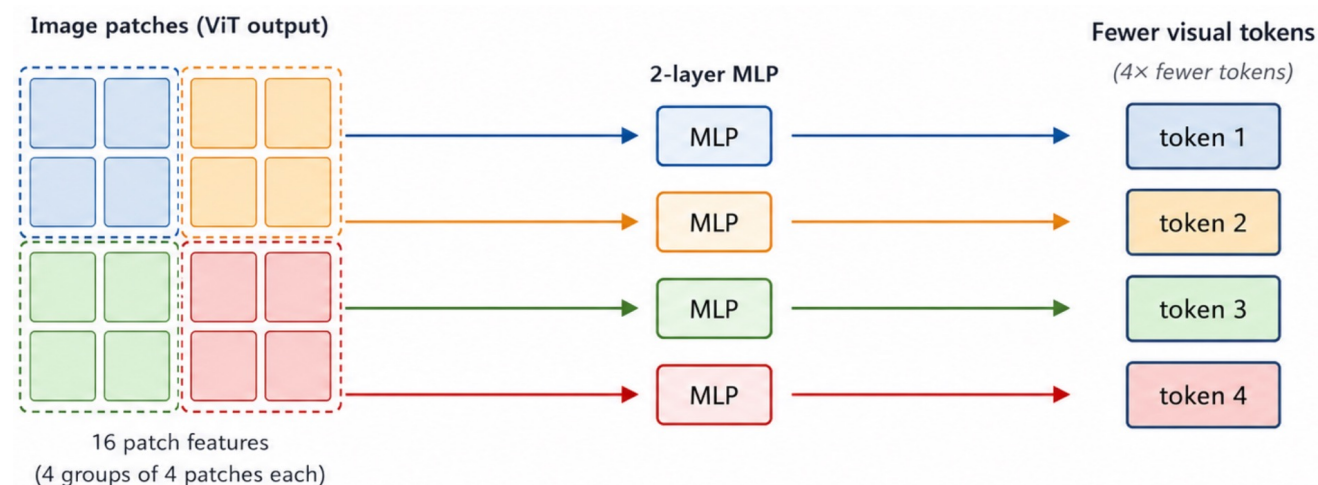 Image patches (ViT output)
Fewer visual tokens
(4× fewer tokens)
2-layer MLP
MLP
token 1
MLP
token 2
MLP
token 3
MLP
token 4
16 patch features
(4 groups of 4 patches each)